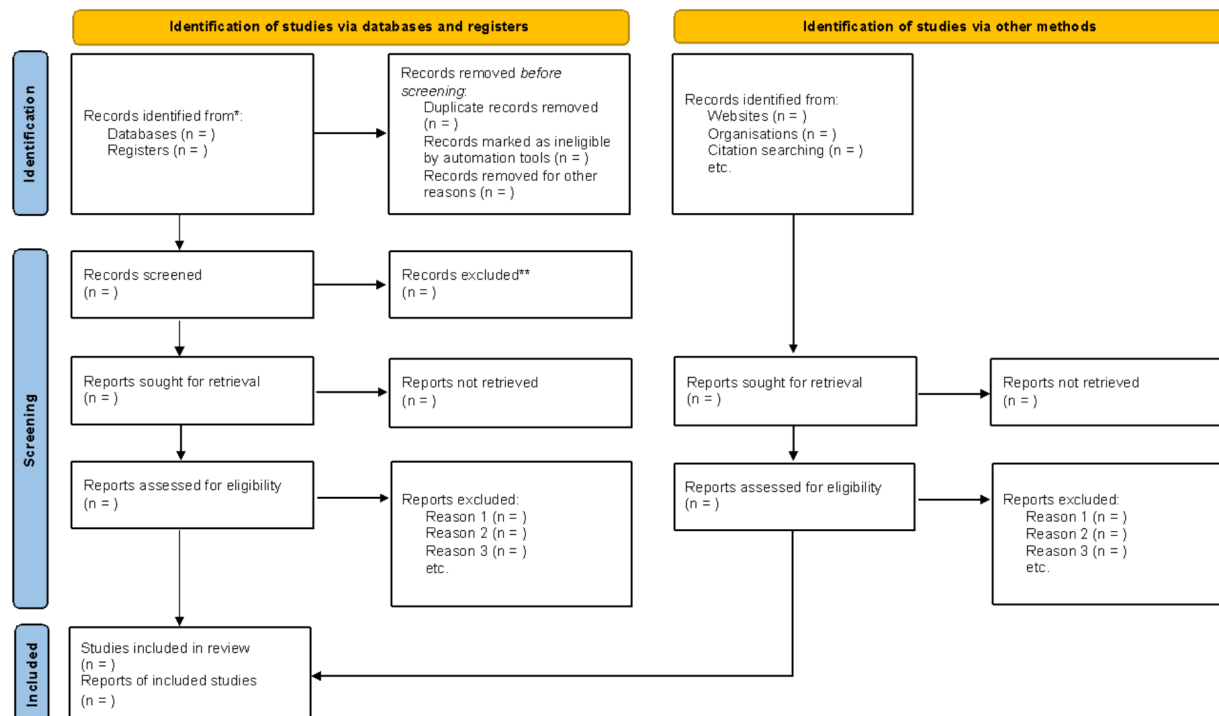 Identification of studies via databases and registers
Identification of studies via other methods
Identification
Records identified from*:
Databases (n = )
Registers (n = )
Records removed before
screening:
Duplicate records removed
(n = )
Records marked as ineligible
by automation tools (n = )
Records removed for other
reasons (n = )
Records identified from:
Websites (n = )
Organisations (n = )
Citation searching (n = )
etc.
Screening
Records screened
(n = )
Records excluded**
(n = )
Reports sought for retrieval
(n = )
Reports not retrieved
(n = )
Reports sought for retrieval
(n = )
Reports not retrieved
(n = )
Reports assessed for eligibility
(n = )
Reports excluded:
Reason 1 (n = )
Reason 2 (n = )
Reason 3 (n = )
etc.
Reports assessed for eligibility
(n = )
Reports excluded:
Reason 1 (n = )
Reason 2 (n = )
Reason 3 (n = )
etc.
Included
Studies included in review
(n = )
Reports of included studies
(n = )